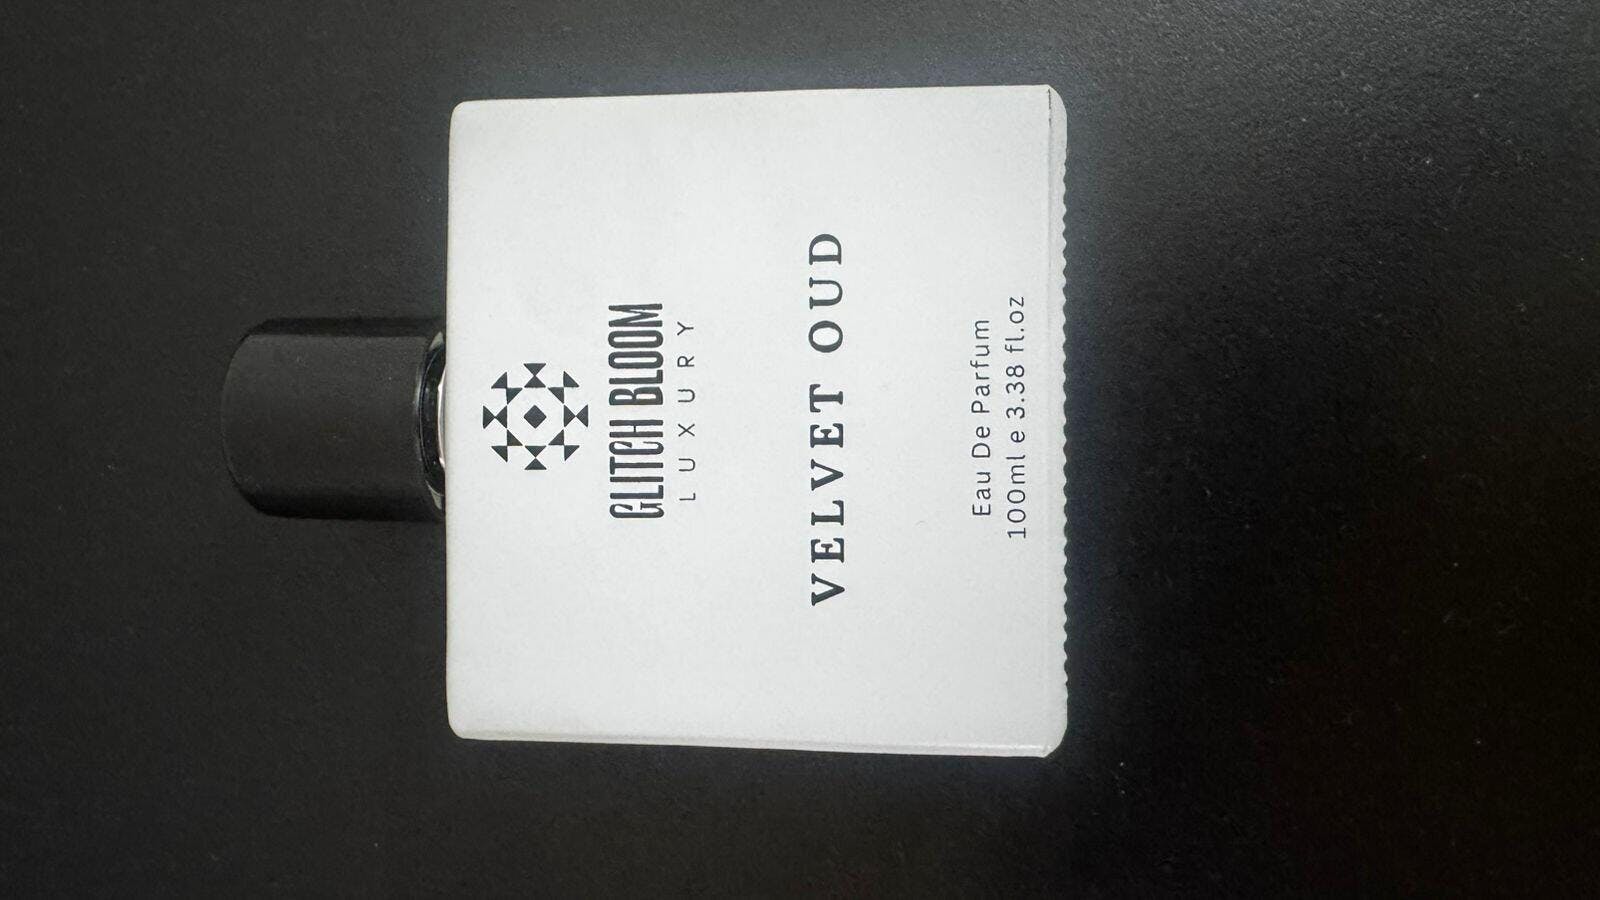 GLITCH BLOOM
LUXURY
VELVET OUD
Eau De Parfum
100ml e 3.38 fl.oz